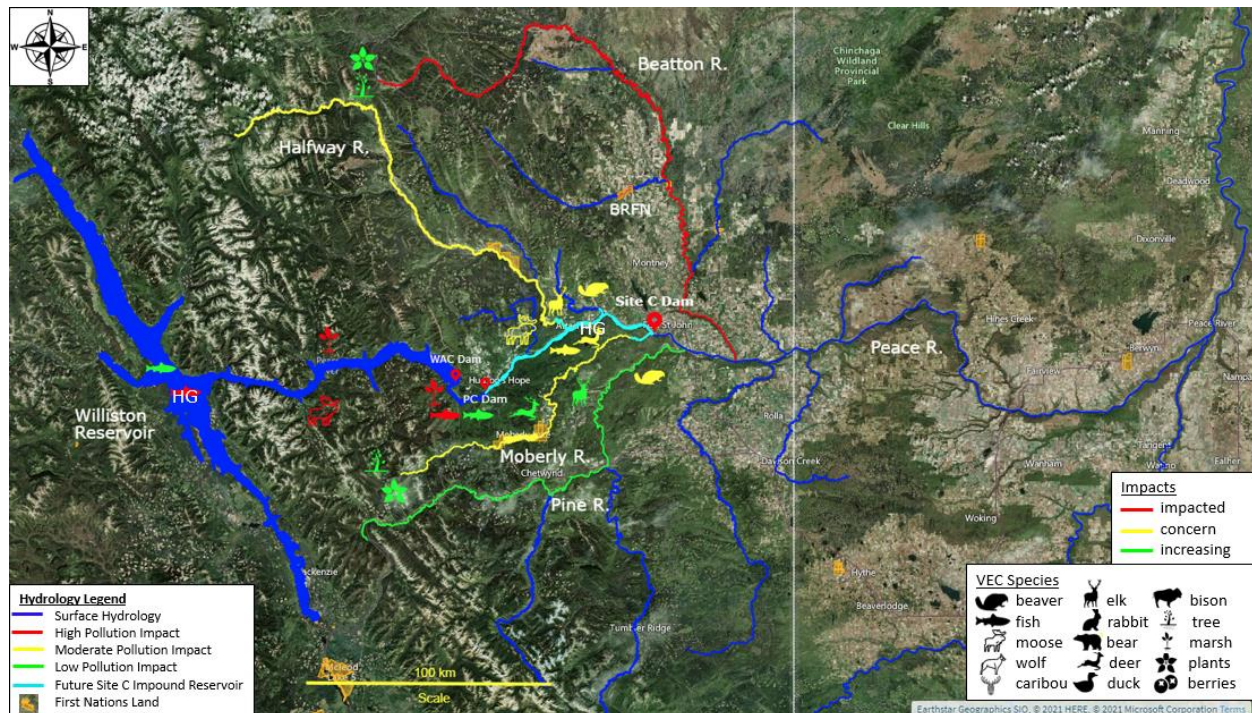 N
W E
S
Chinchaga
Wildland
Provincial
Park
Beatton R.
Clear Hills
Manning
Halfway R.
Deadwood
BRFN
Dixonville
Montney
Site C Dam
HG
St John
Hines Creek
Peace River
WAC Dam
Peace R.
Berwyn
Fairview
Hudson's Hope
PC Dam
HG
Williston
Reservoir
Rolla
Moberly R.
Dawson Creek
Wanham
Falher
Chetwynd
Pine R.
Woking
Mackenzie
Hythe
Beaverlodge
Tumbler Ridge
100 km
Scale
Impacts
impacted
concern
increasing
Hydrology Legend
Surface Hydrology
High Pollution Impact
Moderate Pollution Impact
Low Pollution Impact
Future Site C Impound Reservoir
First Nations Land
VEC Species
beaver elk bison
fish rabbit tree
moose bear marsh
wolf deer plants
caribou duck berries
Earthstar Geographics SIO, © 2021 HERE, © 2021 Microsoft Corporation Terms